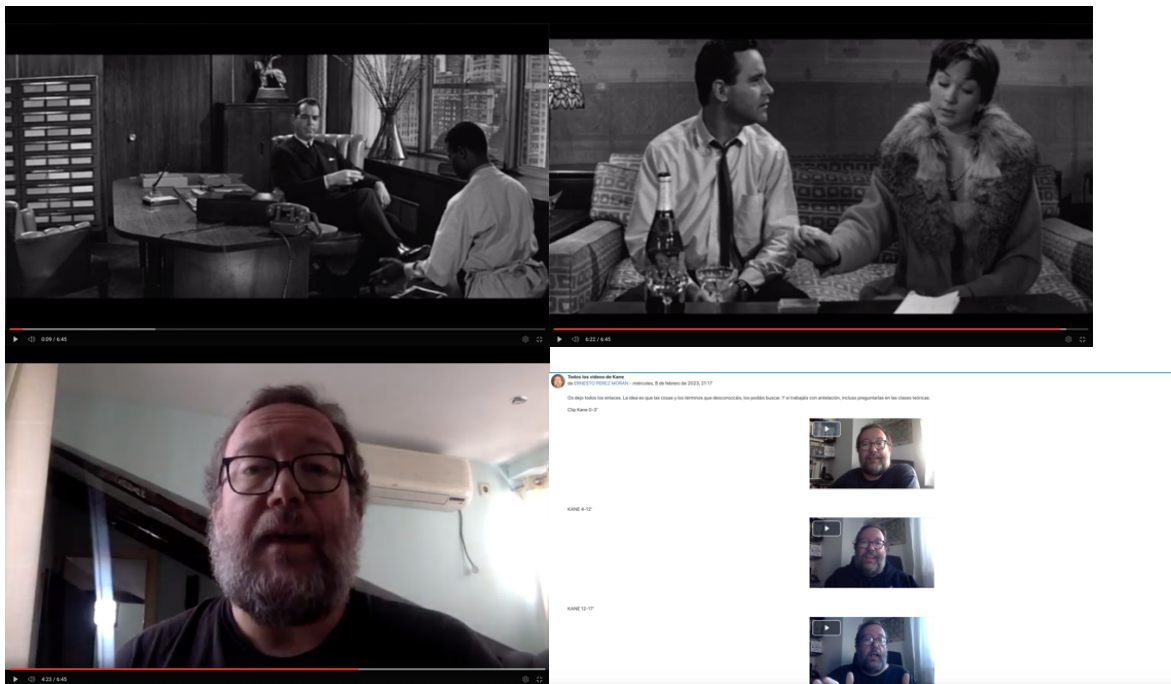 0:09 / 6:45
6:22 / 6:45
4:23 / 6:45
Todos los vídeos de Kane
de ERNESTO PEREZ MORAN - miércoles, 8 de febrero de 2023, 21:17
Os dejo todos los enlaces. La idea es que las cosas y los términos que desconozcáis, los podáis buscar. Y si trabajáis con antelación, incluso preguntarlas en las clases teóricas.
Clip Kane 0-3'
KANE 4-12'
KANE 12-17'